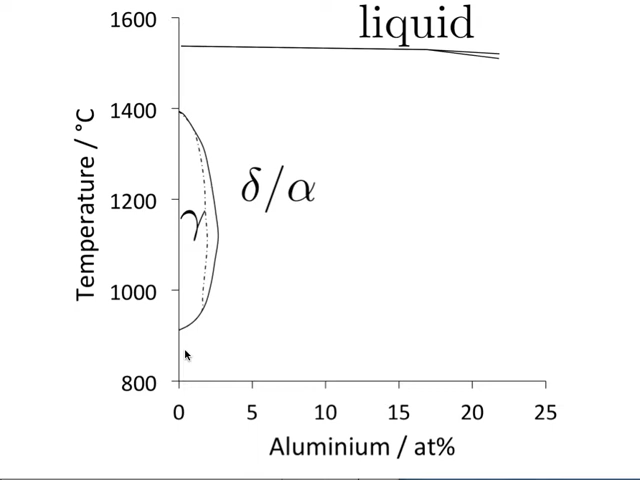 liquid
1600
1400
1200
1000
800
Temperature / °C
δ/α
γ
0 5 10 15 20 25
Aluminium / at%